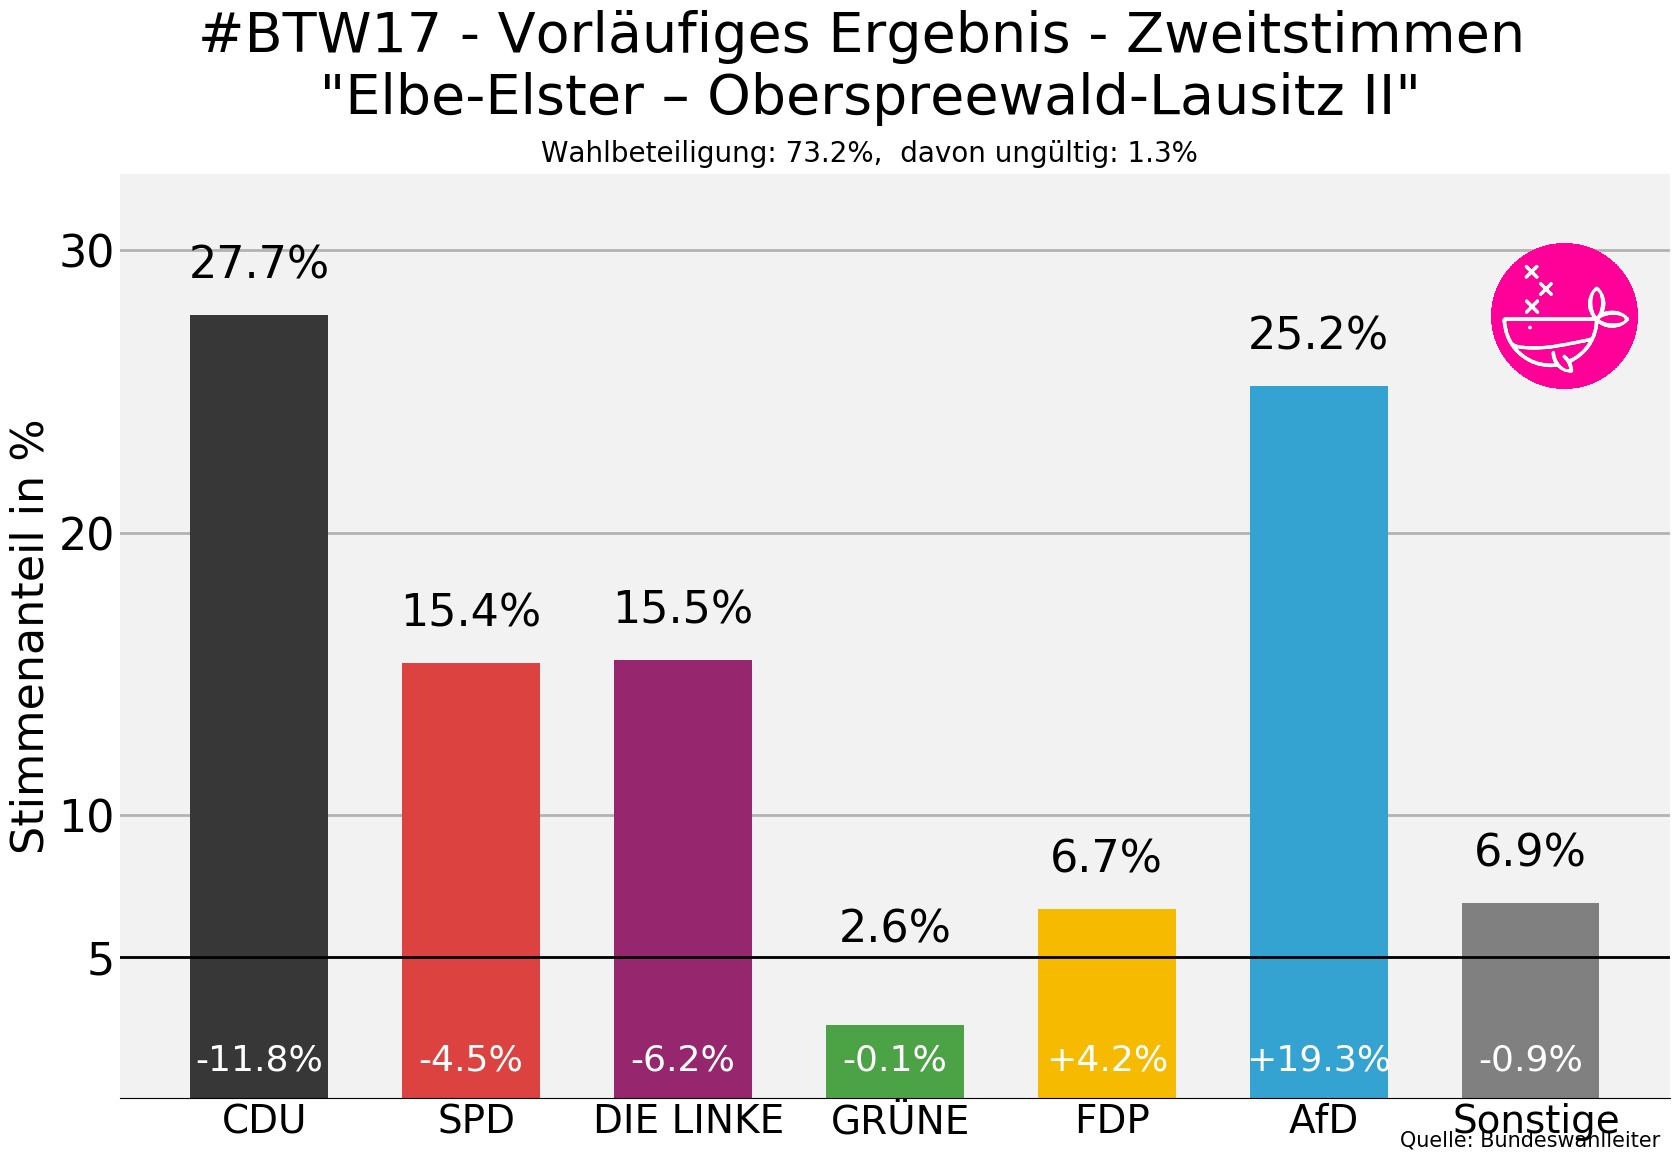 #BTW17 - Vorläufiges Ergebnis - Zweitstimmen
"Elbe-Elster – Oberspreewald-Lausitz II"
Wahlbeteiligung: 73.2%,  davon ungültig: 1.3%
Stimmenanteil in %
30
20
10
5
27.7%
15.4%
15.5%
2.6%
6.7%
25.2%
6.9%
-11.8%
-4.5%
-6.2%
-0.1%
+4.2%
+19.3%
-0.9%
CDU
SPD
DIE LINKE
GRÜNE
FDP
AfD
Sonstige
Quelle: Bundeswahlleiter